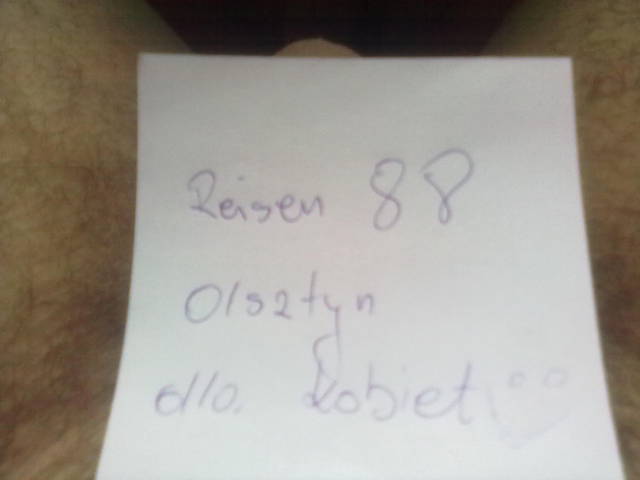 Reisen 88
Olsztyn
dla Kobiet